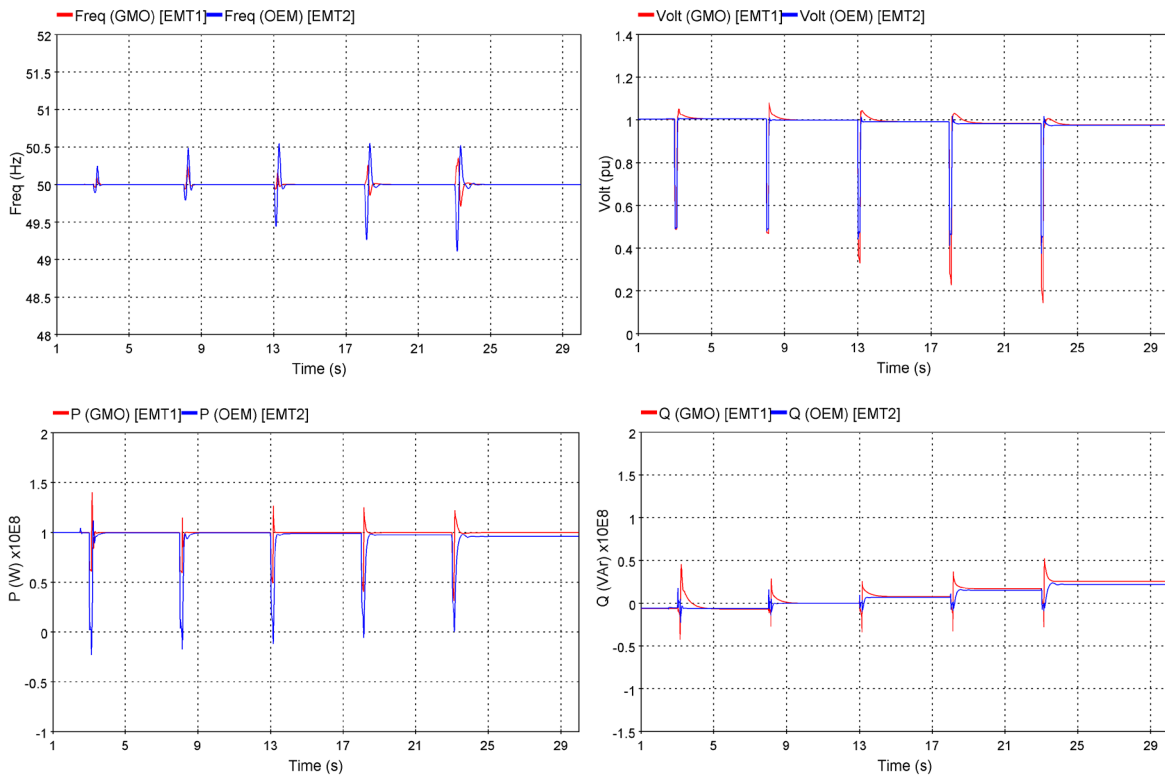 Freq (GMO) [EMT1] Freq (OEM) [EMT2]
52
51.5
51
50.5
50
49.5
49
48.5
48
Freq (Hz)
1 5 9 13 17 21 25 29
Time (s)
Volt (GMO) [EMT1] Volt (OEM) [EMT2]
1.4
1.2
1
0.8
0.6
0.4
0.2
0
Volt (pu)
1 5 9 13 17 21 25 29
Time (s)
P (GMO) [EMT1] P (OEM) [EMT2]
2
1.5
1
0.5
0
-0.5
-1
P (W) x10E8
1 5 9 13 17 21 25 29
Time (s)
Q (GMO) [EMT1] Q (OEM) [EMT2]
2
1.5
1
0.5
0
-0.5
-1
-1.5
Q (VAr) x10E8
1 5 9 13 17 21 25 29
Time (s)